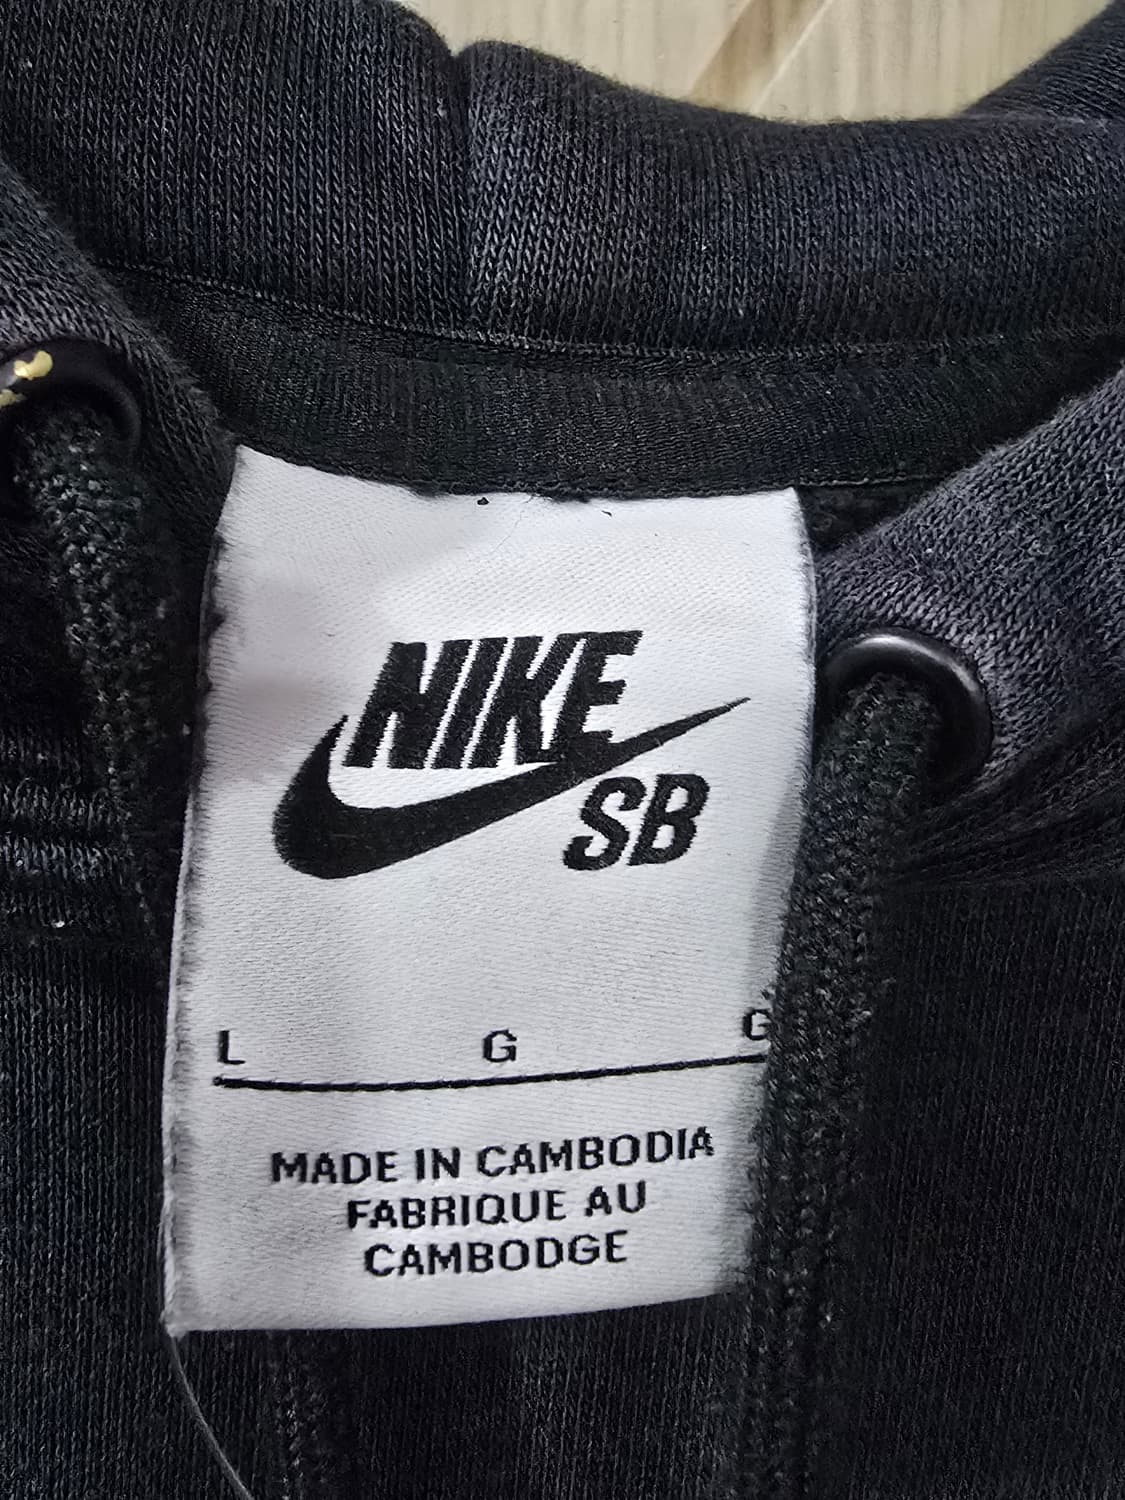 NIKE
SB
L G G
MADE IN CAMBODIA
FABRIQUE AU
CAMBODGE